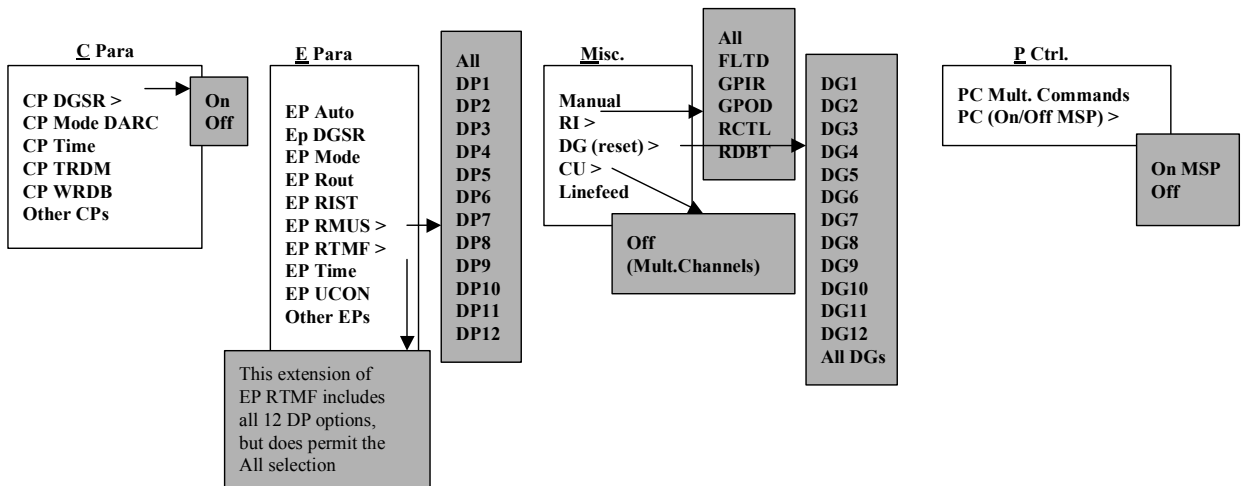 C Para
CP DGSR >
CP Mode DARC
CP Time
CP TRDM
CP WRDB
Other CPs
On
Off
E Para
EP Auto
Ep DGSR
EP Mode
EP Rout
EP RIST
EP RMUS >
EP RTMF >
EP Time
EP UCON
Other EPs
This extension of
EP RTMF includes
all 12 DP options,
but does permit the
All selection
All
DP1
DP2
DP3
DP4
DP5
DP6
DP7
DP8
DP9
DP10
DP11
DP12
Misc.
Manual
RI >
DG (reset) >
CU >
Linefeed
Off
(Mult.Channels)
All
FLTD
GPIR
GPOD
RCTL
RDBT
DG1
DG2
DG3
DG4
DG5
DG6
DG7
DG8
DG9
DG10
DG11
DG12
All DGs
P Ctrl.
PC Mult. Commands
PC (On/Off MSP) >
On MSP
Off